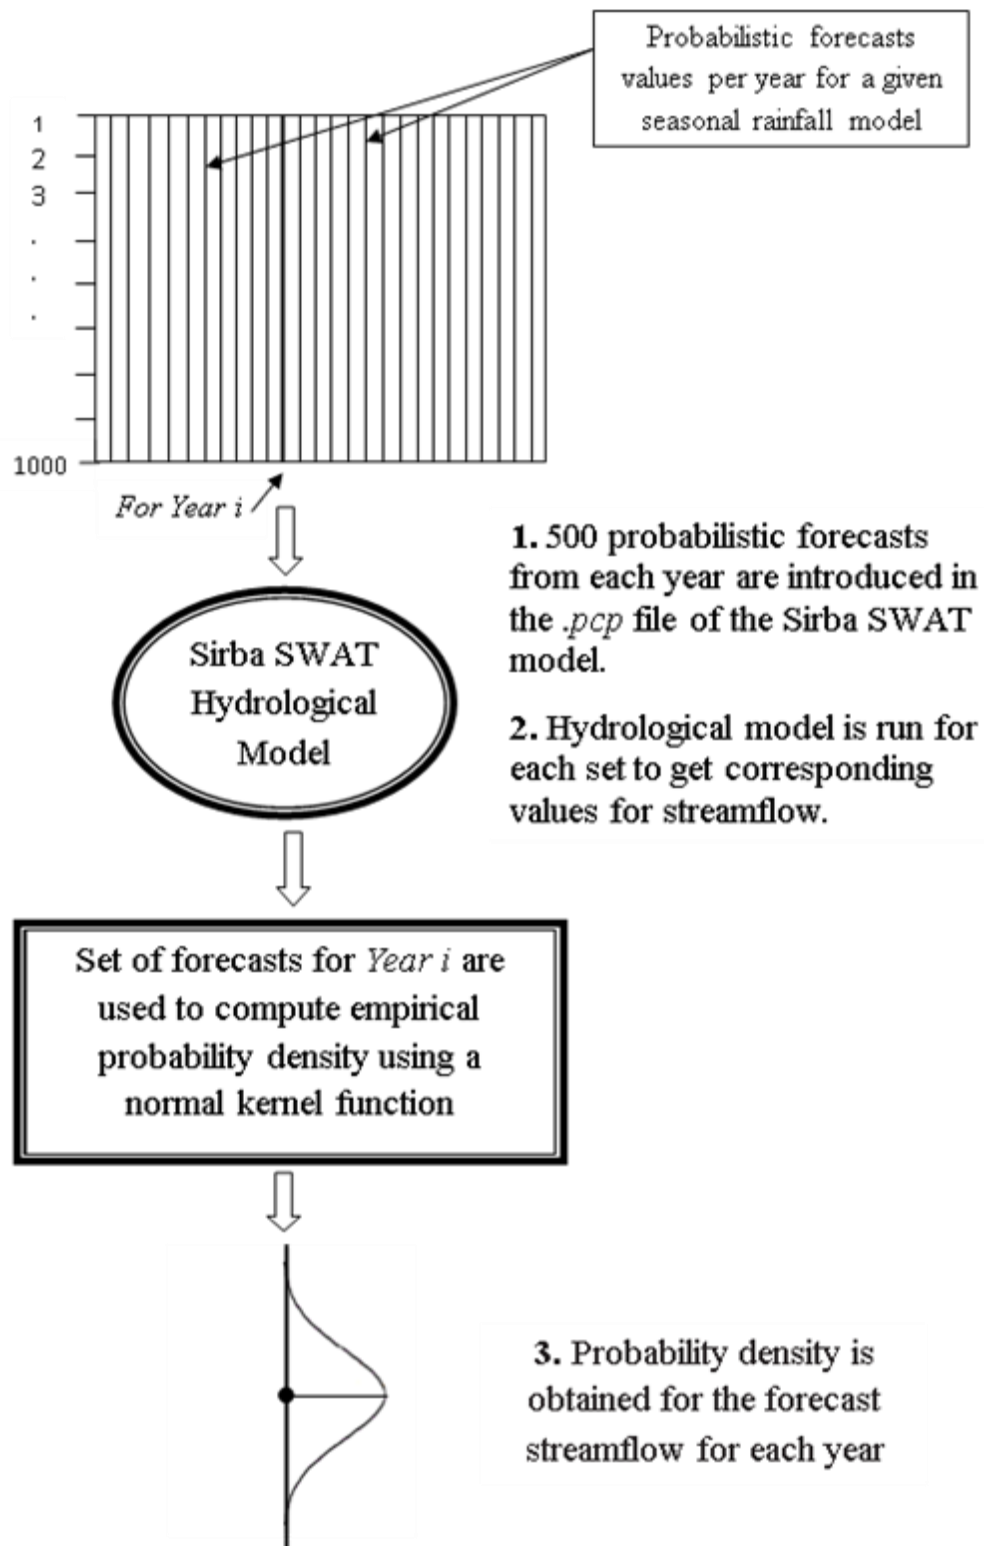 Probabilistic forecasts
values per year for a given
seasonal rainfall model
1
2
3
.
.
.
1000
For Year i
1. 500 probabilistic forecasts
from each year are introduced in
the .pcp file of the Sirba SWAT
model.
Sirba SWAT
Hydrological
Model
2. Hydrological model is run for
each set to get corresponding
values for streamflow.
Set of forecasts for Year i are
used to compute empirical
probability density using a
normal kernel function
3. Probability density is
obtained for the forecast
streamflow for each year